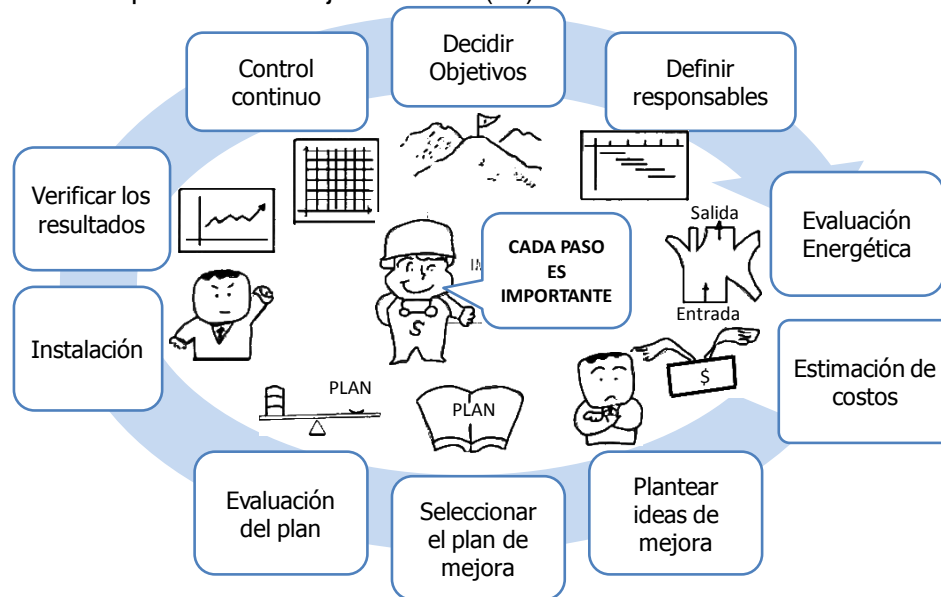 Decidir
Objetivos
Definir
responsables
Evaluación
Energética
Estimación de
costos
Plantear
ideas de
mejora
Seleccionar
el plan de
mejora
Evaluación
del plan
Instalación
Verificar los
resultados
Control
continuo
CADA PASO
ES
IMPORTANTE
Salida
Entrada
$
PLAN
PLAN
S